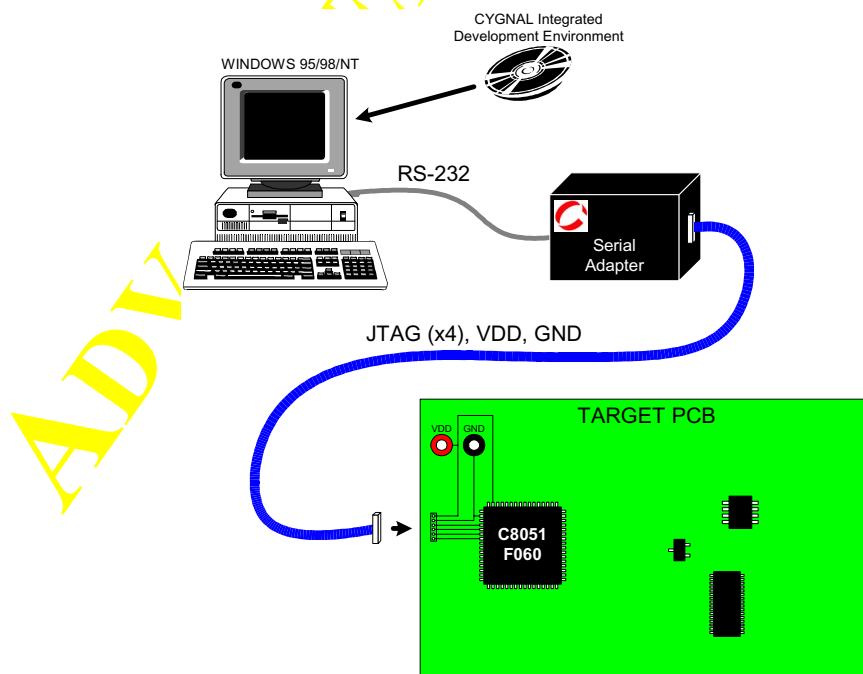 CYGNAL Integrated
Development Environment
WINDOWS 95/98/NT
RS-232
Serial
Adapter
JTAG (x4), VDD, GND
TARGET PCB
VDD
GND
C8051
F060
ADV